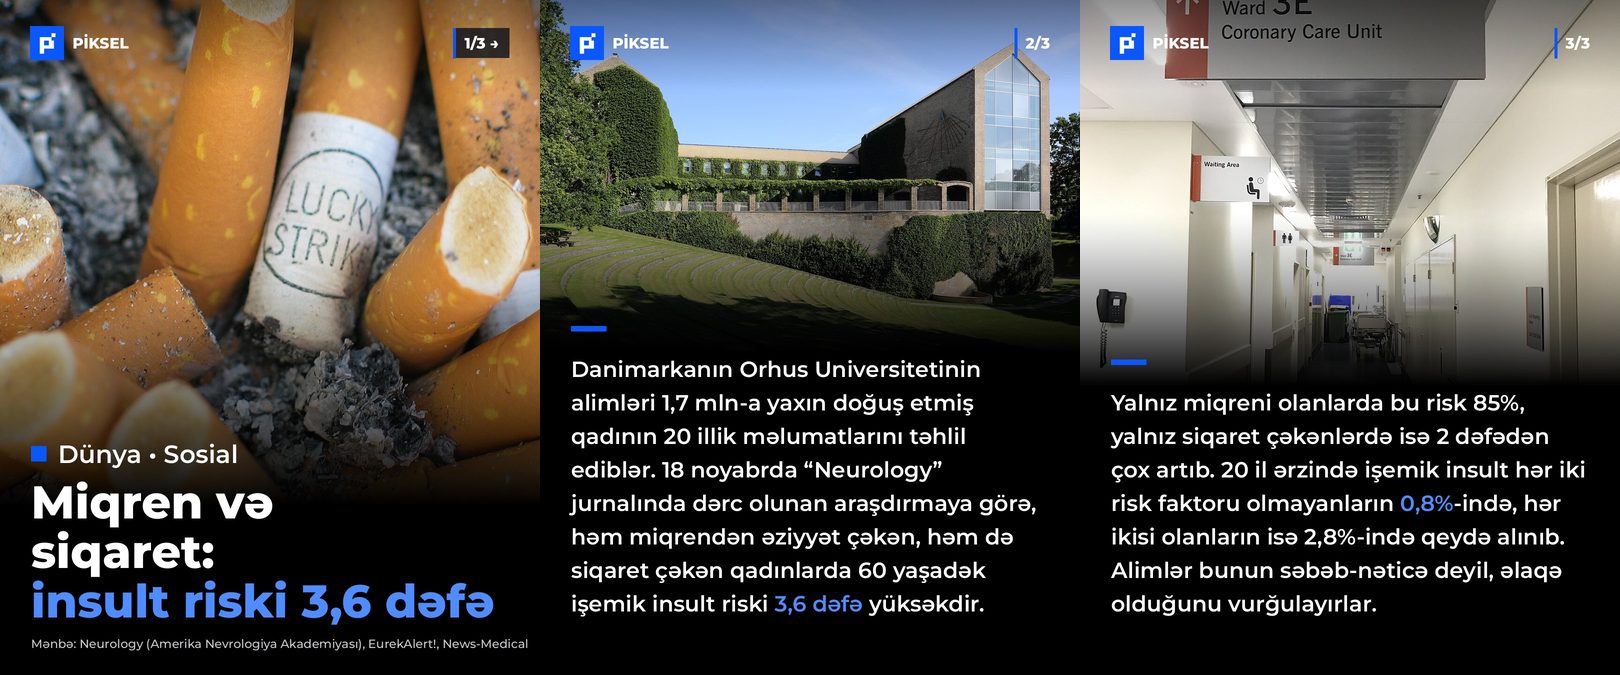 PİKSEL
1/3 →
LUCKY
STRIKE
Dünya • Sosial
Miqren və
siqaret:
insult riski 3,6 dəfə
Mənbə: Neurology (Amerika Nevrologiya Akademiyası), EurekAlert!, News-Medical
PİKSEL
2/3
Danimarkanın Orhus Universitetinin
alimləri 1,7 mln-a yaxın doğuş etmiş
qadının 20 illik məlumatlarını təhlil
ediblər. 18 noyabrda “Neurology”
jurnalında dərc olunan araşdırmaya görə,
həm miqrendən əziyyət çəkən, həm də
siqaret çəkən qadınlarda 60 yaşadək
işemik insult riski 3,6 dəfə yüksəkdir.
PİKSEL
3/3
Ward 3E
Coronary Care Unit
Waiting Area
Yalnız miqreni olanlarda bu risk 85%,
yalnız siqaret çəkənlərdə isə 2 dəfədən
çox artıb. 20 il ərzində işemik insult hər iki
risk faktoru olmayanların 0,8%-ində, hər
ikisi olanların isə 2,8%-ində qeydə alınıb.
Alimlər bunun səbəb-nəticə deyil, əlaqə
olduğunu vurğulayırlar.